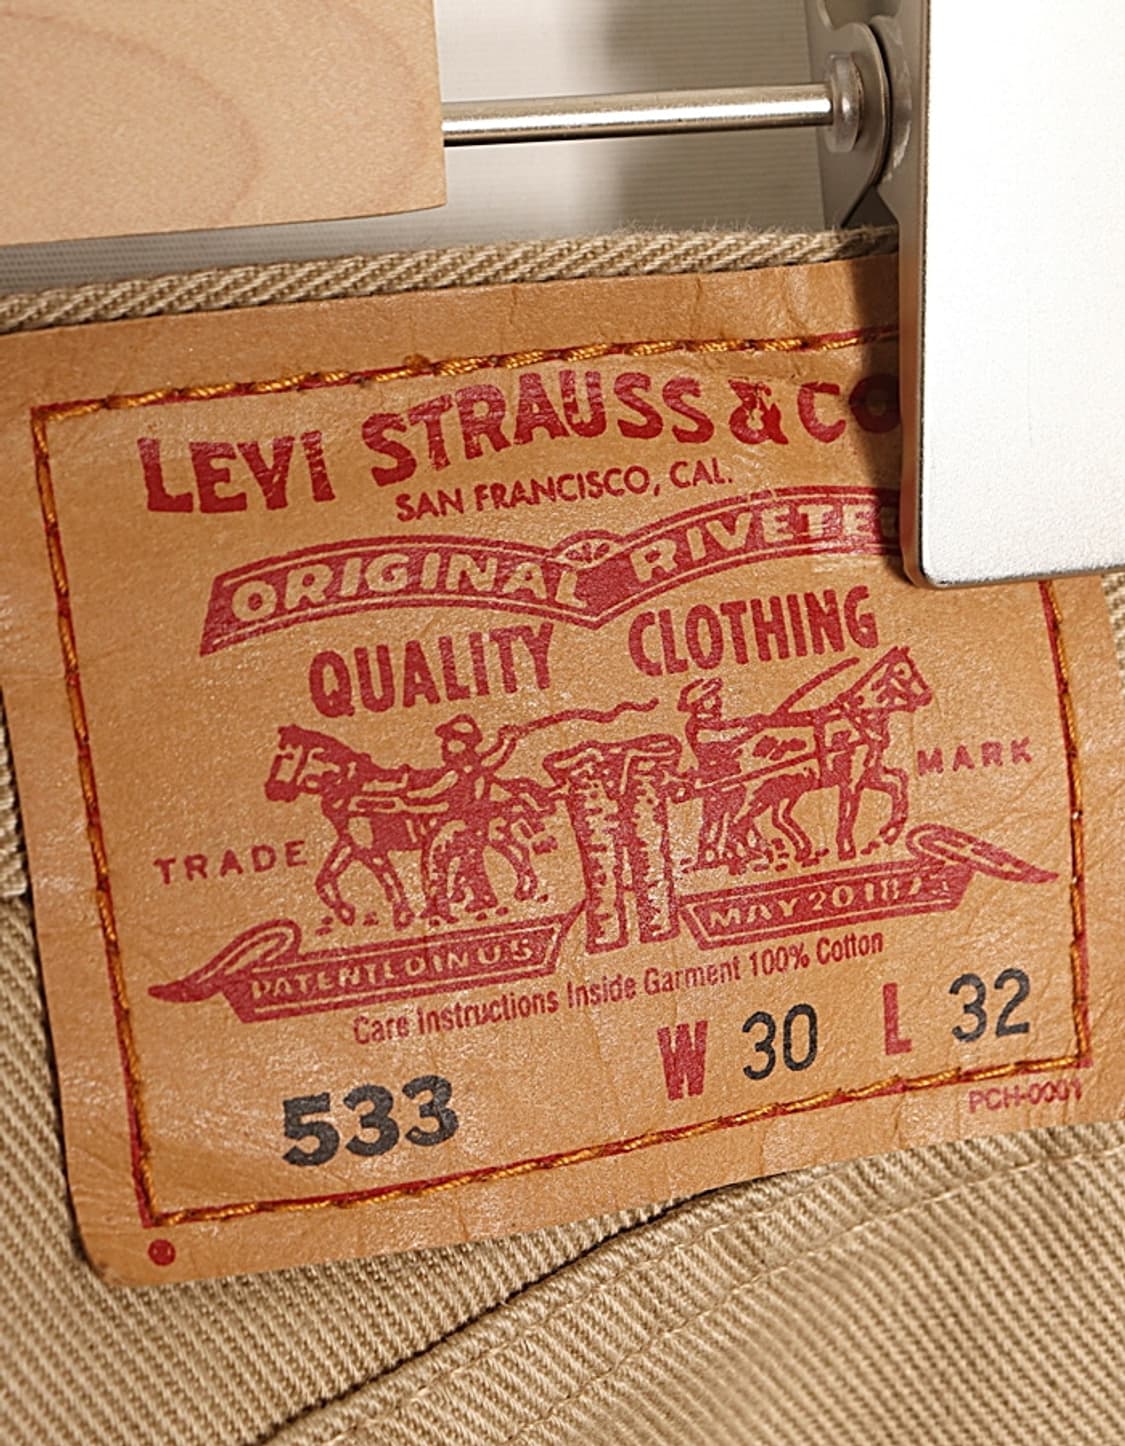 LEVI STRAUSS & CO
SAN FRANCISCO, CAL.
ORIGINAL RIVETE
QUALITY CLOTHING
TRADE MARK
PATENTED IN U.S. MAY 20 1873
Care Instructions Inside Garment 100% Cotton
W 30 L 32
533
PCH-0001
®